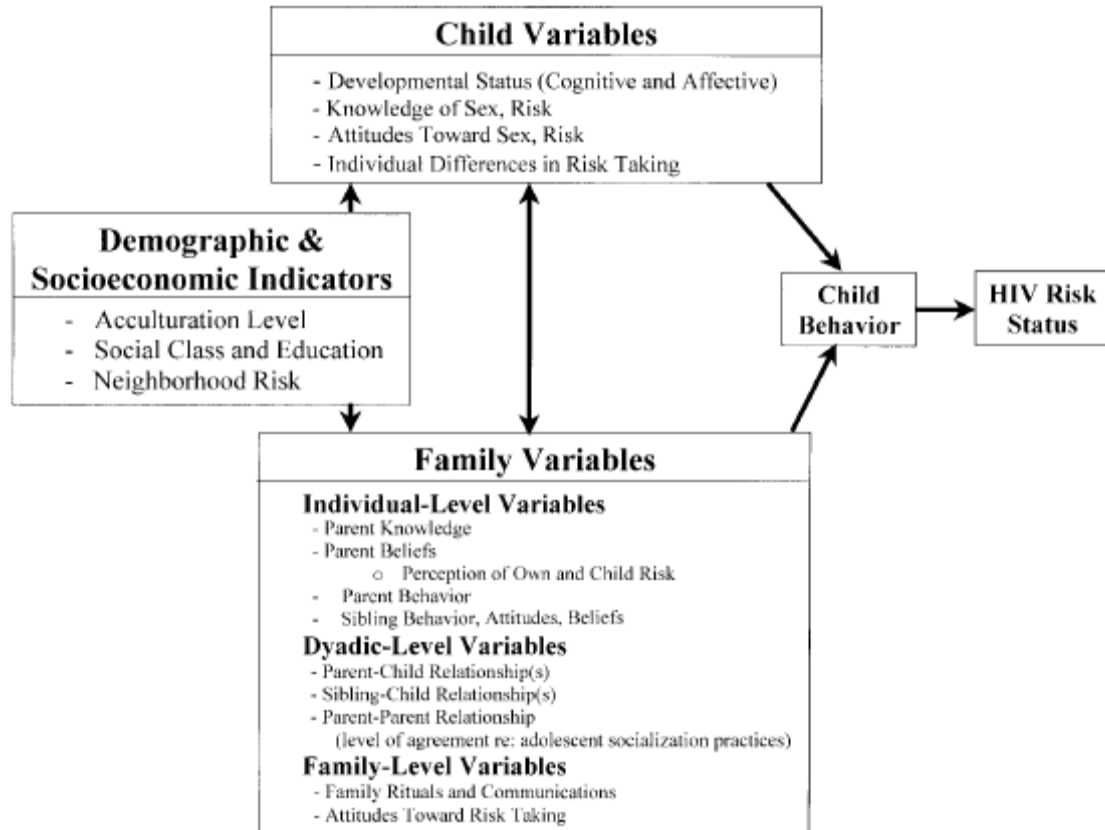 Child Variables
- Developmental Status (Cognitive and Affective)
- Knowledge of Sex, Risk
- Attitudes Toward Sex, Risk
- Individual Differences in Risk Taking
Demographic &
Socioeconomic Indicators
- Acculturation Level
- Social Class and Education
- Neighborhood Risk
Child
Behavior
HIV Risk
Status
Family Variables
Individual-Level Variables
- Parent Knowledge
- Parent Beliefs
o Perception of Own and Child Risk
- Parent Behavior
- Sibling Behavior, Attitudes, Beliefs
Dyadic-Level Variables
- Parent-Child Relationship(s)
- Sibling-Child Relationship(s)
- Parent-Parent Relationship
(level of agreement re: adolescent socialization practices)
Family-Level Variables
- Family Rituals and Communications
- Attitudes Toward Risk Taking